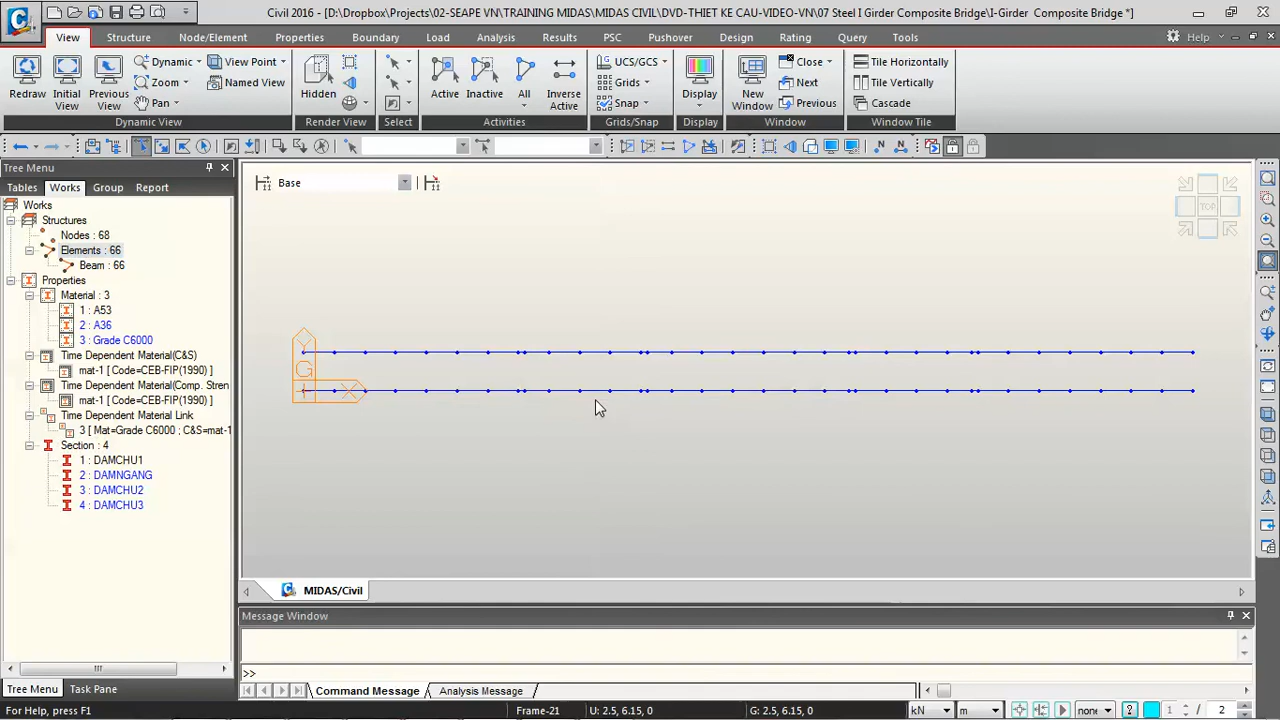 Civil 2016 - [D:\Dropbox\Projects\02-SEAPE VN\TRAINING MIDAS\MIDAS CIVIL\DVD-THIET KE CAU-VIDEO-VN\07 Steel I Girder Composite Bridge\I-Girder  Composite Bridge *]
View Structure Node/Element Properties Boundary Load Analysis Results PSC Pushover Design Rating Query Tools Help
Redraw Initial View Previous View Dynamic Zoom Pan View Point Named View
Hidden Active Inactive All Inverse Active UCS/GCS Grids Snap Display
New Window Close Next Previous Tile Horizontally Tile Vertically Cascade
Dynamic View Render View Select Activities Grids/Snap Display Window Window Tile
Tree Menu
Tables Works Group Report
Base
TOP
Works
Structures
Nodes : 68
Elements : 66
Beam : 66
Properties
Material : 3
1 : A53
2 : A36
3 : Grade C6000
Time Dependent Material(C&S)
mat-1 [ Code=CEB-FIP(1990) ]
Time Dependent Material(Comp. Stren
mat-1 [ Code=CEB-FIP(1990) ]
Time Dependent Material Link
3 [ Mat=Grade C6000 ; C&S=mat-1
Section : 4
1 : DAMCHU1
2 : DAMNGANG
3 : DAMCHU2
4 : DAMCHU3
Y
G
X
MIDAS/Civil
Message Window
>>
Command Message Analysis Message
Tree Menu Task Pane
For Help, press F1 Frame-21 U: 2.5, 6.15, 0 G: 2.5, 6.15, 0 kN m none 1 / 2